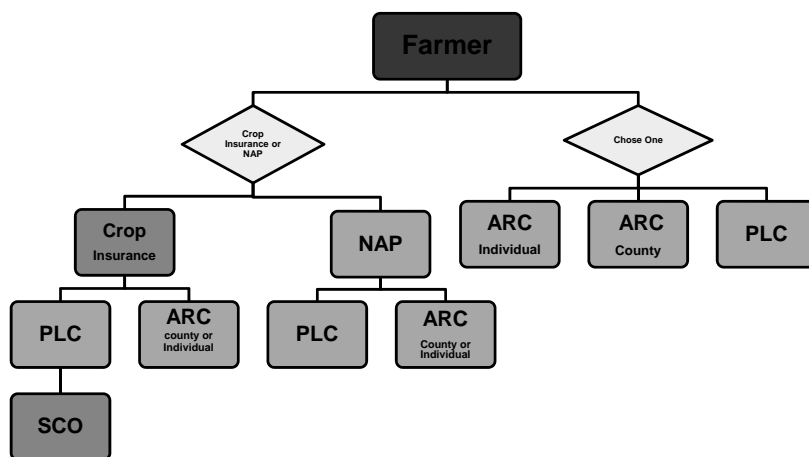 Farmer
Crop
Insurance or
NAP
Chose One
Crop
Insurance
NAP
ARC
Individual
ARC
County
PLC
PLC
ARC
county or
Individual
PLC
ARC
County or
Individual
SCO